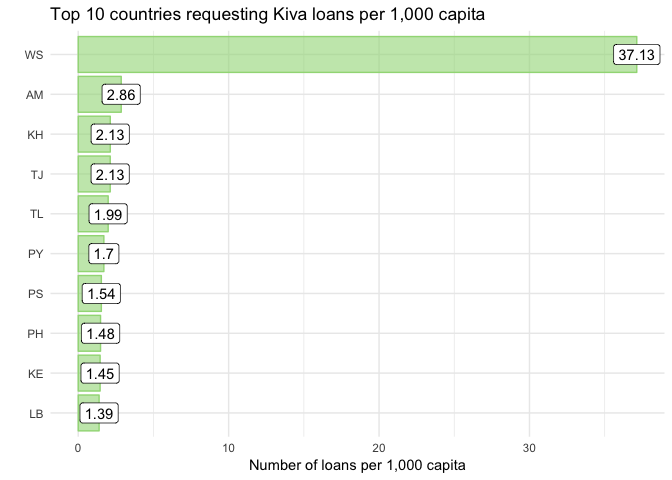 Top 10 countries requesting Kiva loans per 1,000 capita
WS
37.13
AM
2.86
KH
2.13
TJ
2.13
TL
1.99
PY
1.7
PS
1.54
PH
1.48
KE
1.45
LB
1.39
0 10 20 30
Number of loans per 1,000 capita